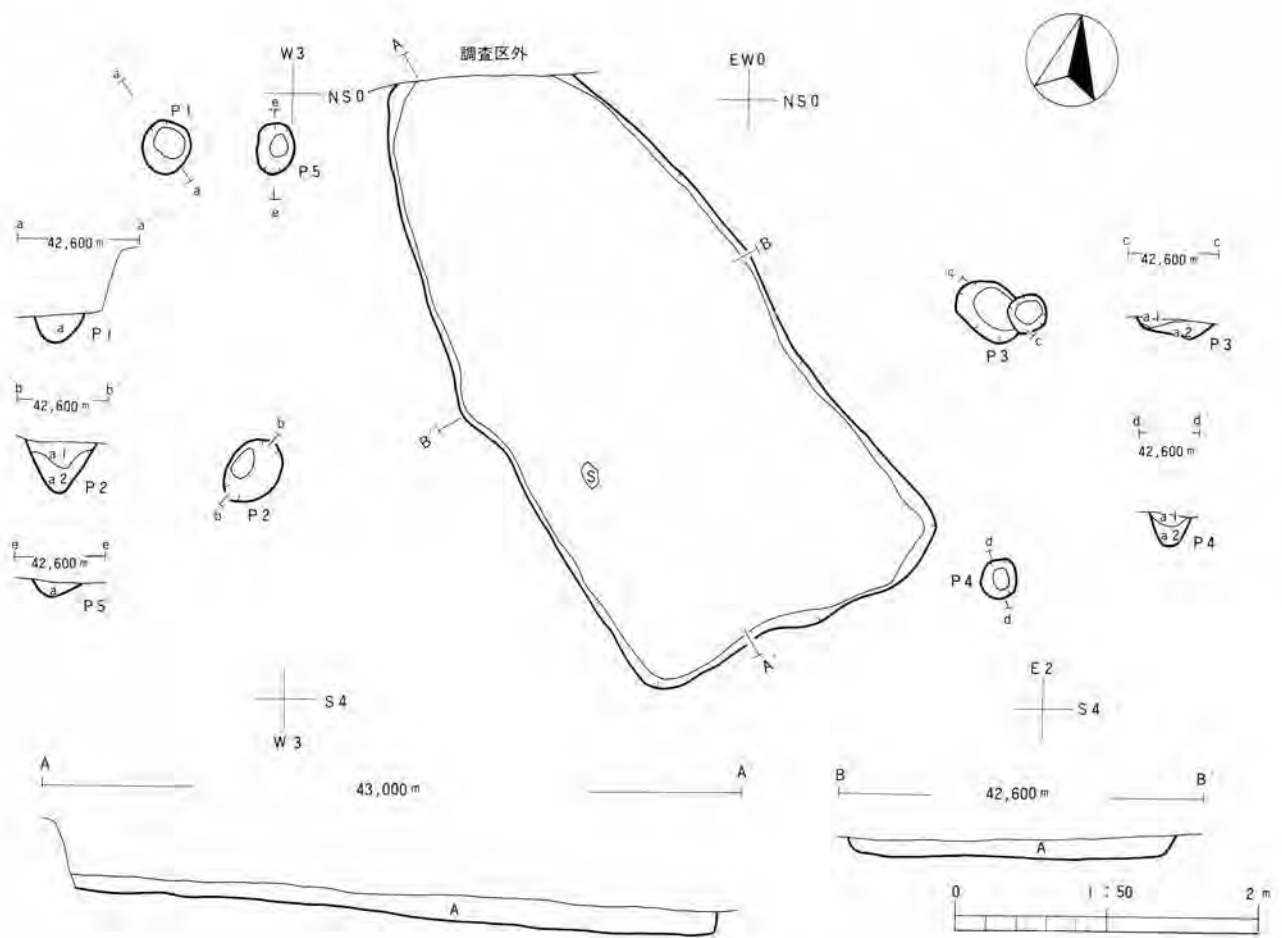 W3
A
調査区外
EW0
NS0
NS0
a
P1
a
e
P5
e
a
a
42,600m
a
P1
b
b
42,600m
a1
a2
P2
e
e
42,600m
a
P5
B
B'
b
P2
b
S
c
c
P3
c
c
42,600m
a1
a2
P3
d
d'
42,600m
a1
a2
P4
d
P4
d
A'
S4
W3
E2
S4
A
43,000m
A
A
B
42,600m
B'
A
0
1:50
2m